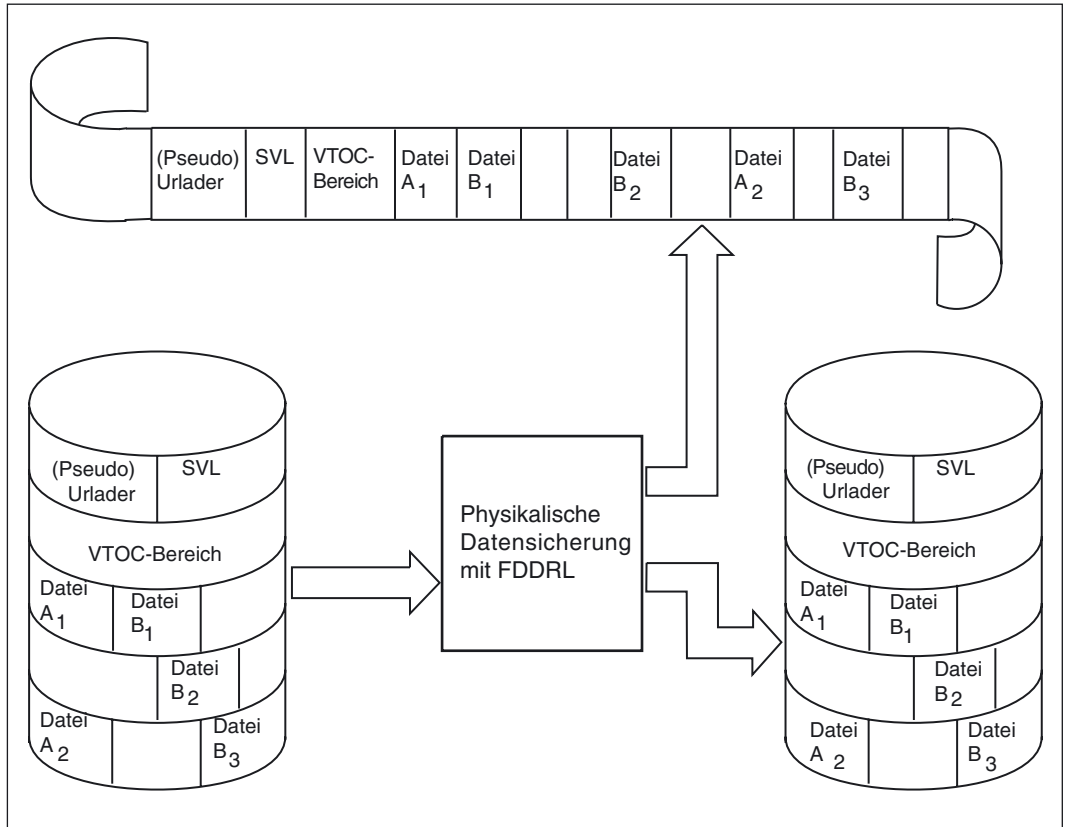 (Pseudo)
Urlader
SVL
VTOC-
Bereich
Datei
A1
Datei
B1
Datei
B2
Datei
A2
Datei
B3
(Pseudo)
Urlader
SVL
VTOC-Bereich
Datei
A1
Datei
B1
Datei
B2
Datei
A2
Datei
B3
Physikalische
Datensicherung
mit FDDRL
(Pseudo)
Urlader
SVL
VTOC-Bereich
Datei
A1
Datei
B1
Datei
B2
Datei
A 2
Datei
B3